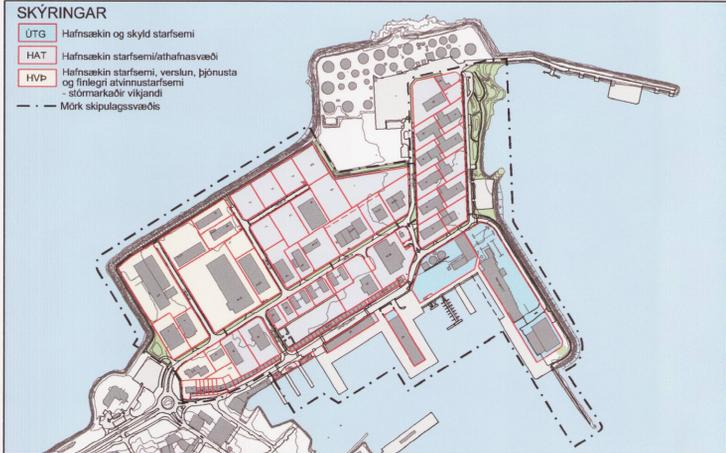 SKÝRINGAR
ÚTG Hafnsækin og skyld starfsemi
HAT Hafnsækin starfsemi/athafnasvæði
HVÞ Hafnsækin starfsemi, verslun, þjónusta
og fínlegri atvinnustarfsemi
- stórmarkaðir víkjandi
Mörk skipulagssvæðis